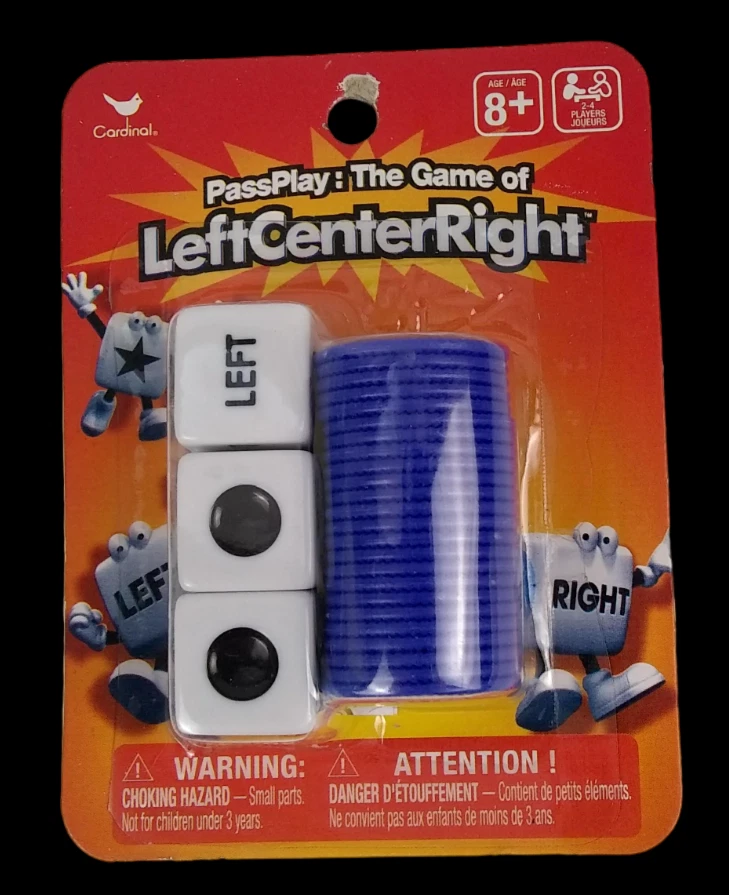 Cardinal®
AGE / ÂGE
8+
2-4
PLAYERS
JOUEURS
PassPlay: The Game of
LeftCenterRight™
LEFT
LEFT
RIGHT
WARNING:
CHOKING HAZARD — Small parts.
Not for children under 3 years.
ATTENTION !
DANGER D'ÉTOUFFEMENT — Contient de petits éléments.
Ne convient pas aux enfants de moins de 3 ans.